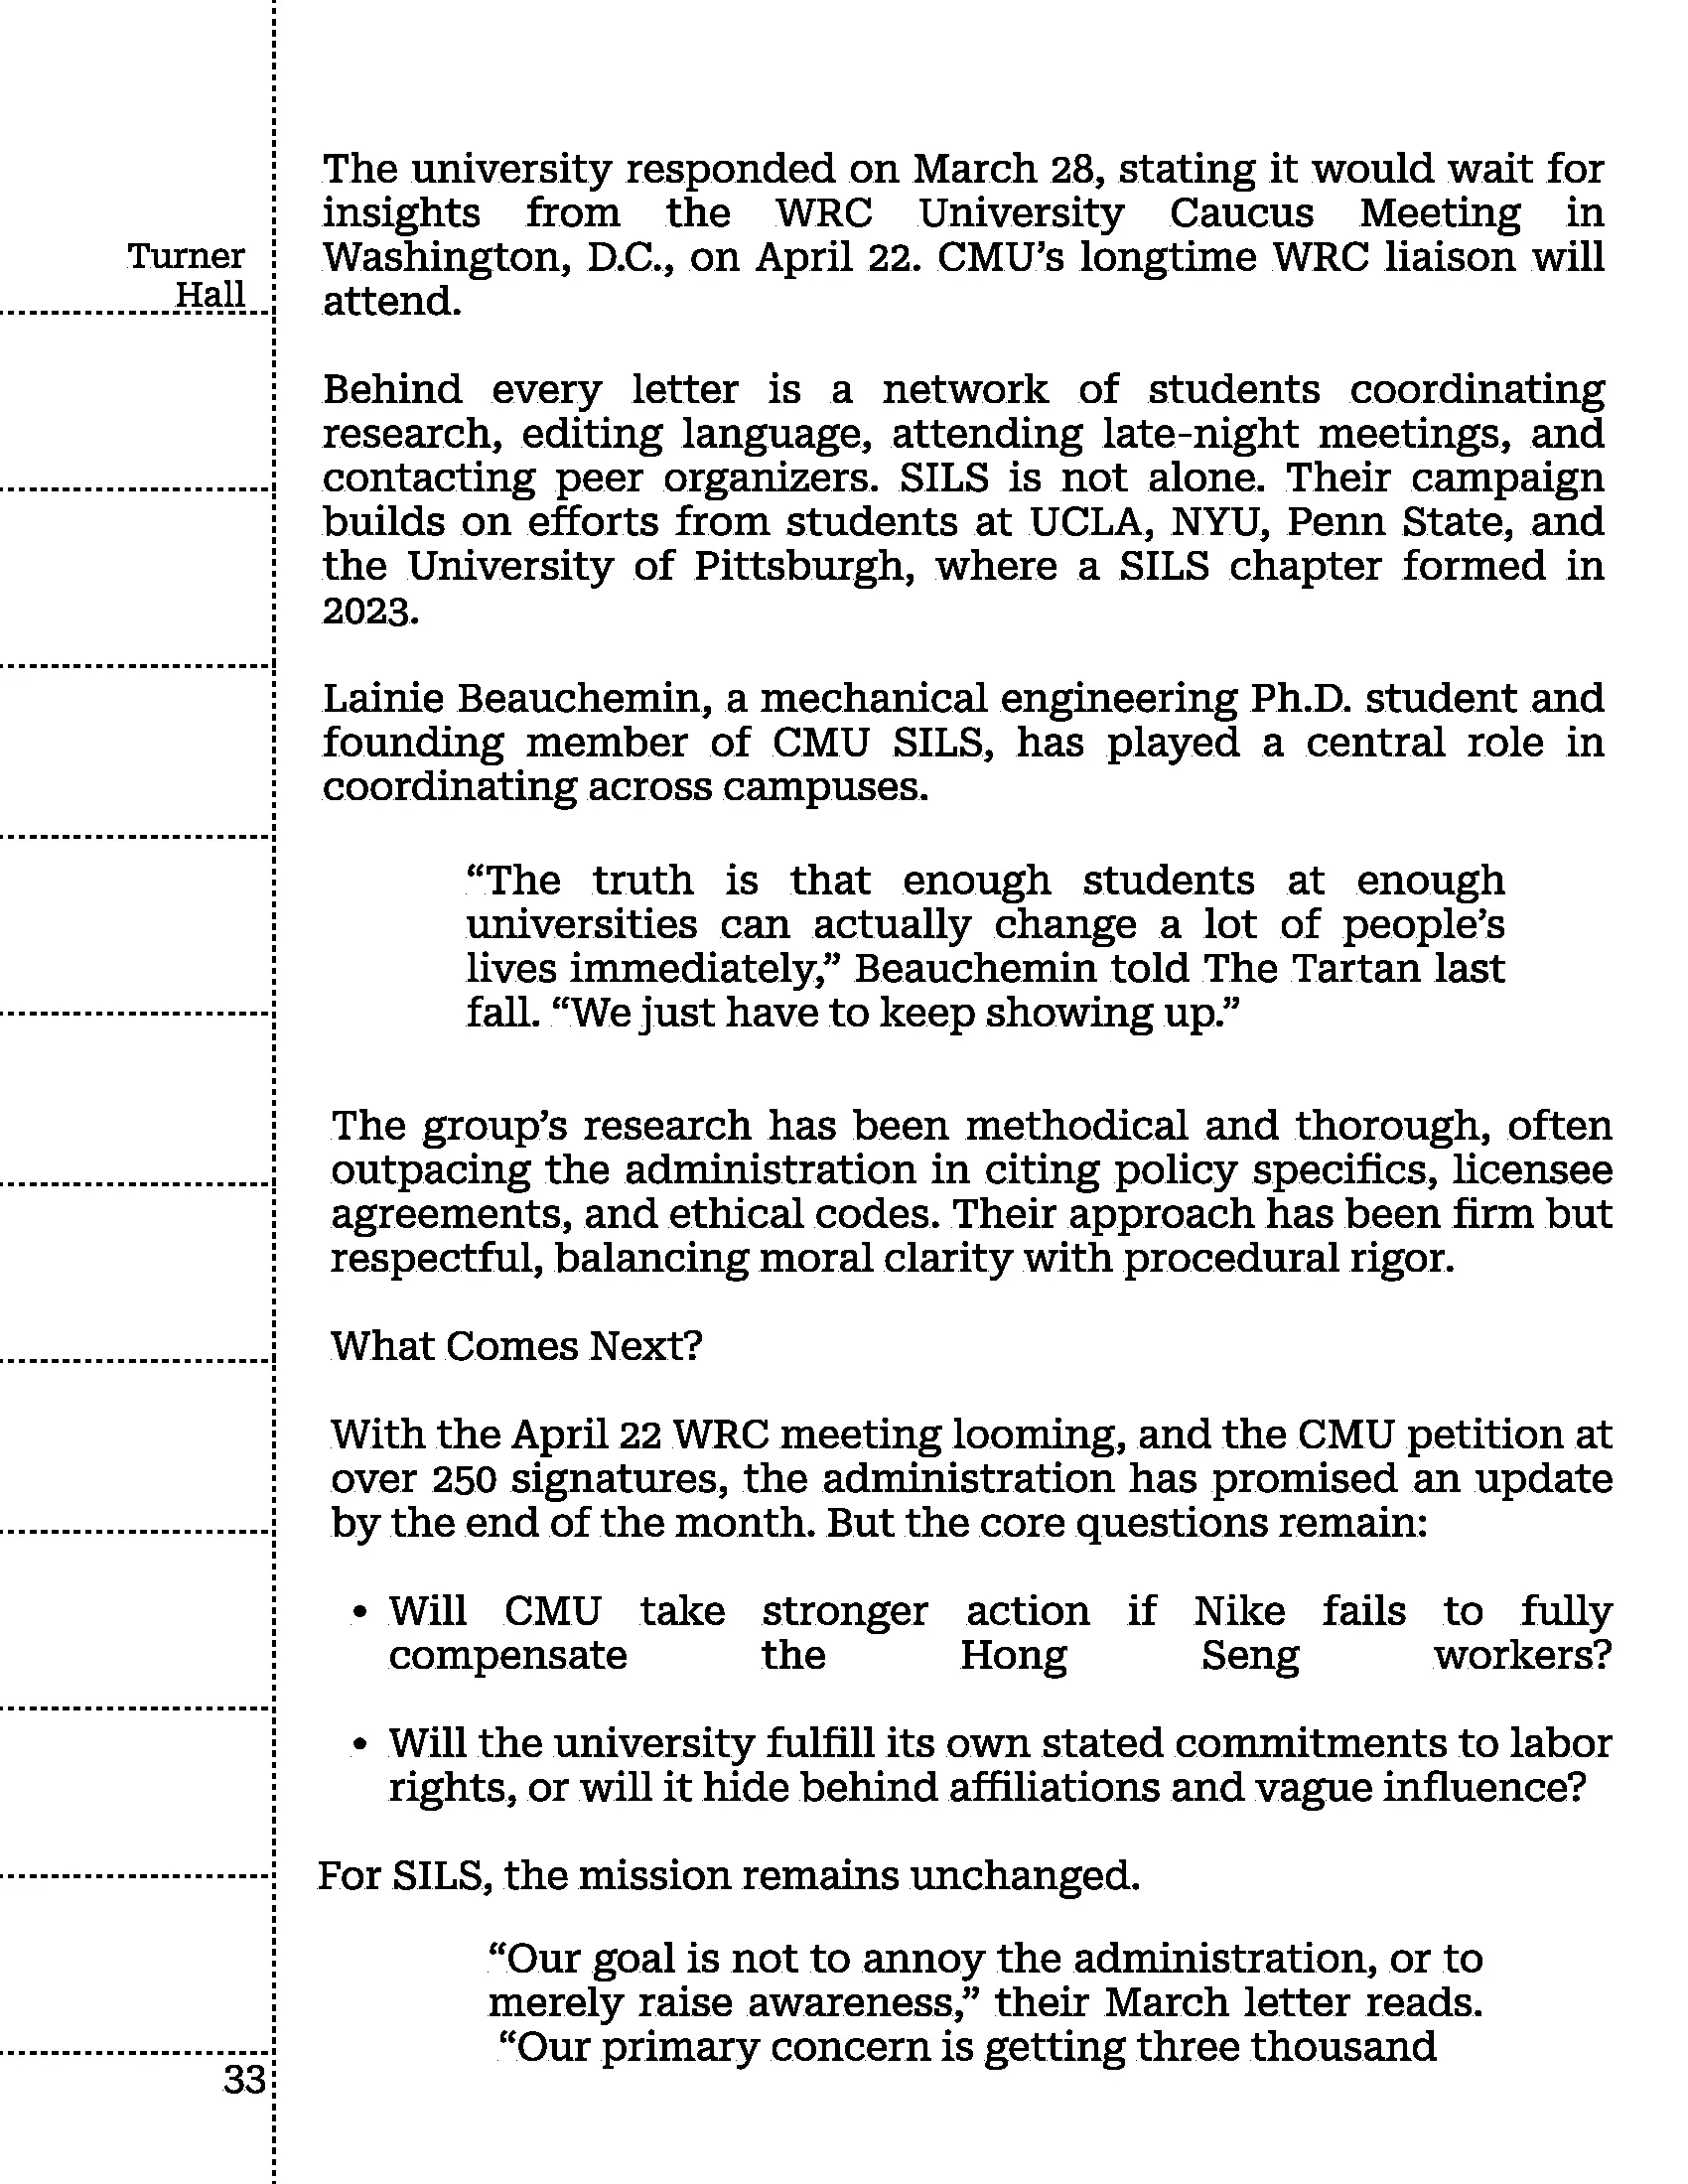 Turner
Hall
The university responded on March 28, stating it would wait for
insights from the WRC University Caucus Meeting in
Washington, D.C., on April 22. CMU’s longtime WRC liaison will
attend.
Behind every letter is a network of students coordinating
research, editing language, attending late-night meetings, and
contacting peer organizers. SILS is not alone. Their campaign
builds on efforts from students at UCLA, NYU, Penn State, and
the University of Pittsburgh, where a SILS chapter formed in
2023.
Lainie Beauchemin, a mechanical engineering Ph.D. student and
founding member of CMU SILS, has played a central role in
coordinating across campuses.
“The truth is that enough students at enough
universities can actually change a lot of people’s
lives immediately,” Beauchemin told The Tartan last
fall. “We just have to keep showing up.”
The group’s research has been methodical and thorough, often
outpacing the administration in citing policy specifics, licensee
agreements, and ethical codes. Their approach has been firm but
respectful, balancing moral clarity with procedural rigor.
What Comes Next?
With the April 22 WRC meeting looming, and the CMU petition at
over 250 signatures, the administration has promised an update
by the end of the month. But the core questions remain:
• Will CMU take stronger action if Nike fails to fully
compensate the Hong Seng workers?
• Will the university fulfill its own stated commitments to labor
rights, or will it hide behind affiliations and vague influence?
For SILS, the mission remains unchanged.
“Our goal is not to annoy the administration, or to
merely raise awareness,” their March letter reads.
“Our primary concern is getting three thousand
33